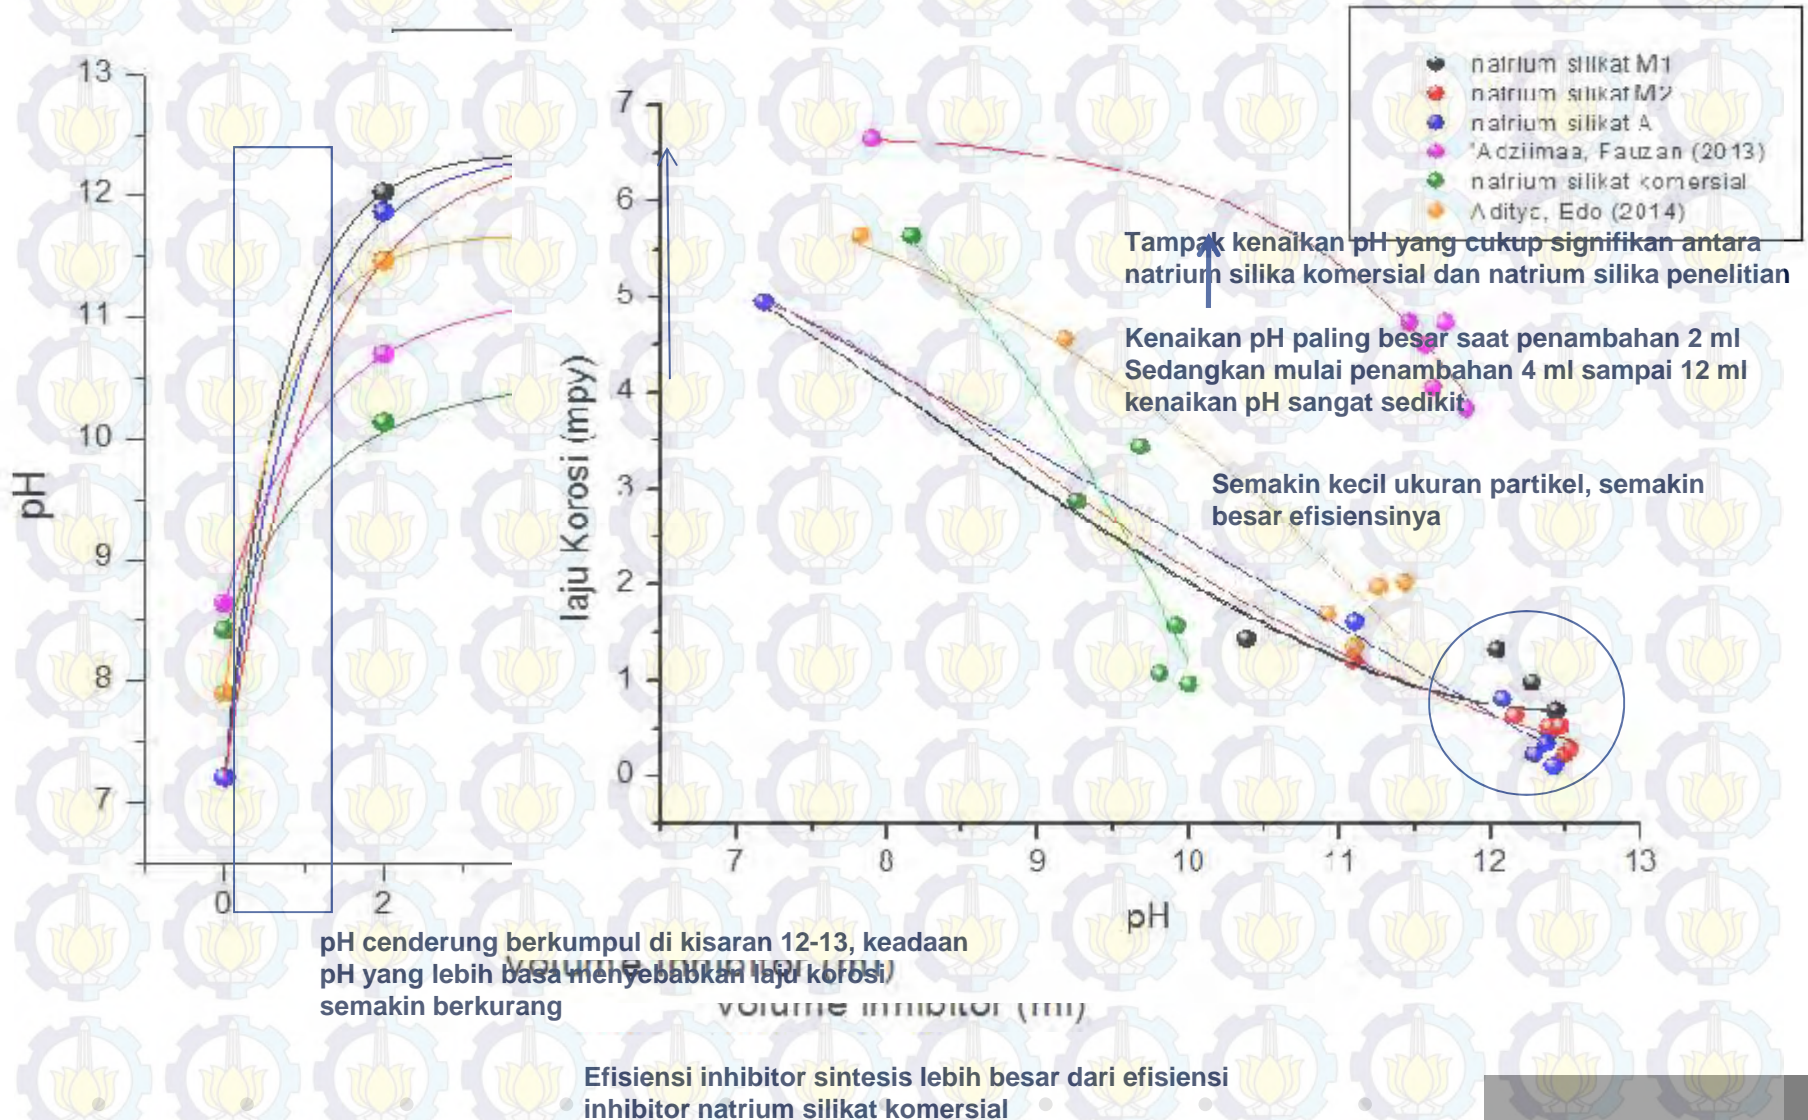 13
12
11
10
9
8
7
pH
0
2
7
6
5
4
3
2
1
0
laju Korosi (mpy)
7
8
9
10
11
12
13
pH
natrium silikat M1
natrium silikat M2
natrium silikat A
'Adziimaa, Fauzan (2013)
natrium silikat komersial
Aditya, Edo (2014)
Tampak kenaikan pH yang cukup signifikan antara
natrium silika komersial dan natrium silika penelitian
Kenaikan pH paling besar saat penambahan 2 ml
Sedangkan mulai penambahan 4 ml sampai 12 ml
kenaikan pH sangat sedikit
Semakin kecil ukuran partikel, semakin
besar efisiensinya
pH cenderung berkumpul di kisaran 12-13, keadaan
pH yang lebih basa menyebabkan laju korosi
semakin berkurang
Volume Inhibitor (ml)
Volume Inhibitor (ml)
Efisiensi inhibitor sintesis lebih besar dari efisiensi
inhibitor natrium silikat komersial